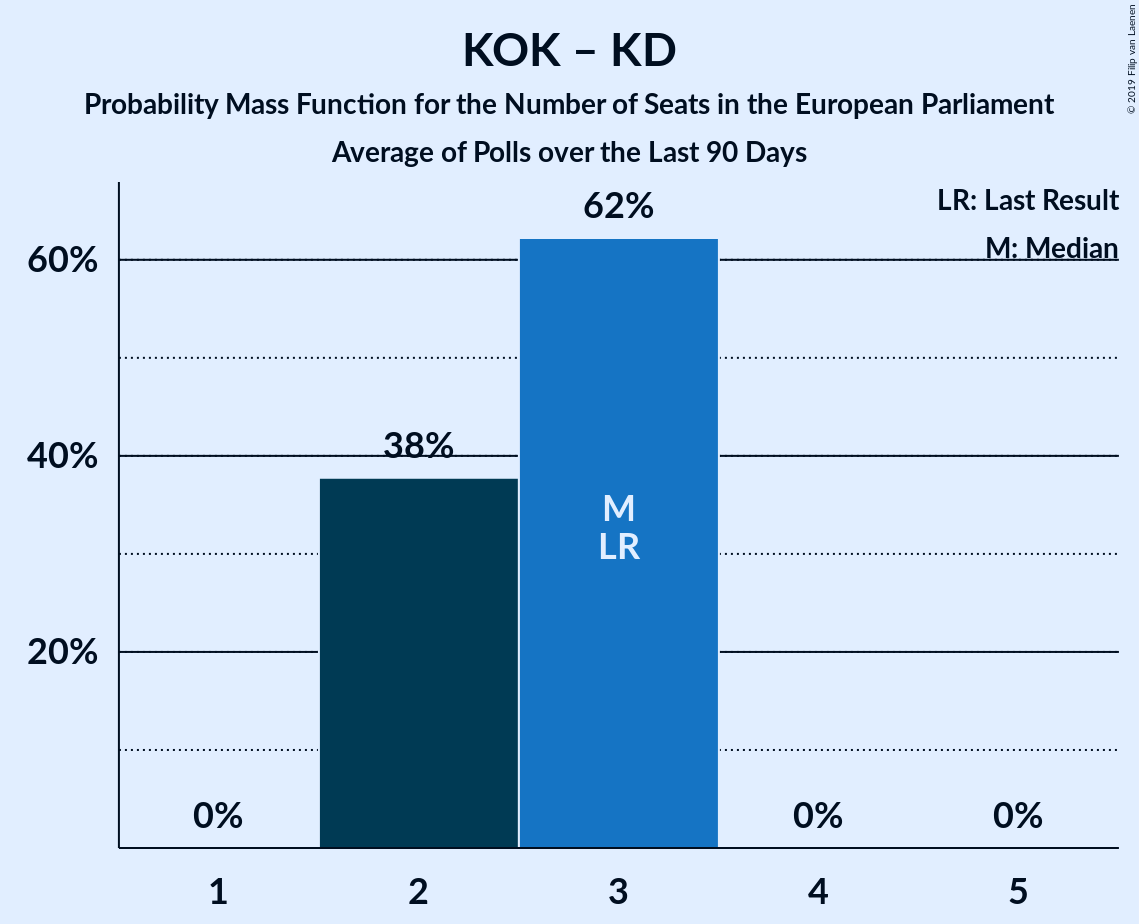 KOK – KD
Probability Mass Function for the Number of Seats in the European Parliament
Average of Polls over the Last 90 Days
© 2019 Filip van Laenen
LR: Last Result
M: Median
62%
60%
38%
40%
M
LR
20%
0%
0%
0%
1
2
3
4
5